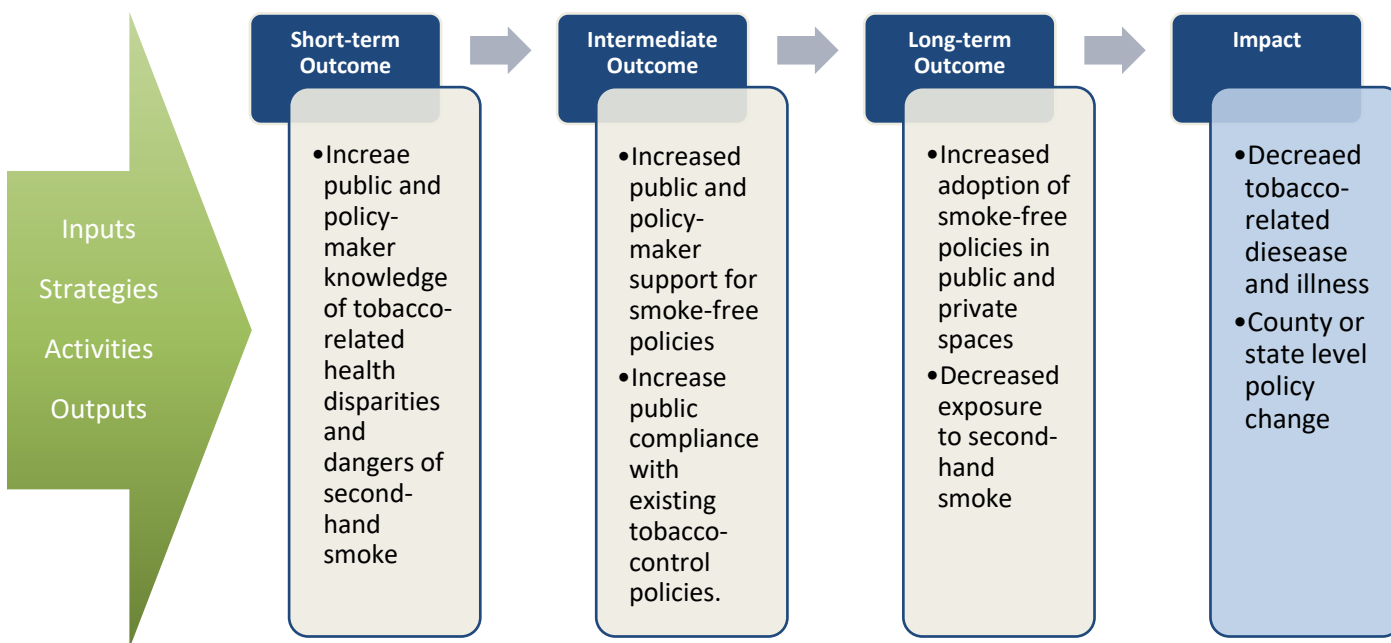 Inputs
Strategies
Activities
Outputs
Short-term
Outcome
•Increae
public and
policy-
maker
knowledge
of tobacco-
related
health
disparities
and
dangers of
second-
hand
smoke
Intermediate
Outcome
•Increased
public and
policy-
maker
support for
smoke-free
policies
•Increase
public
compliance
with
existing
tobacco-
control
policies.
Long-term
Outcome
•Increased
adoption of
smoke-free
policies in
public and
private
spaces
•Decreased
exposure
to second-
hand
smoke
Impact
•Decreaed
tobacco-
related
diesease
and illness
•County or
state level
policy
change